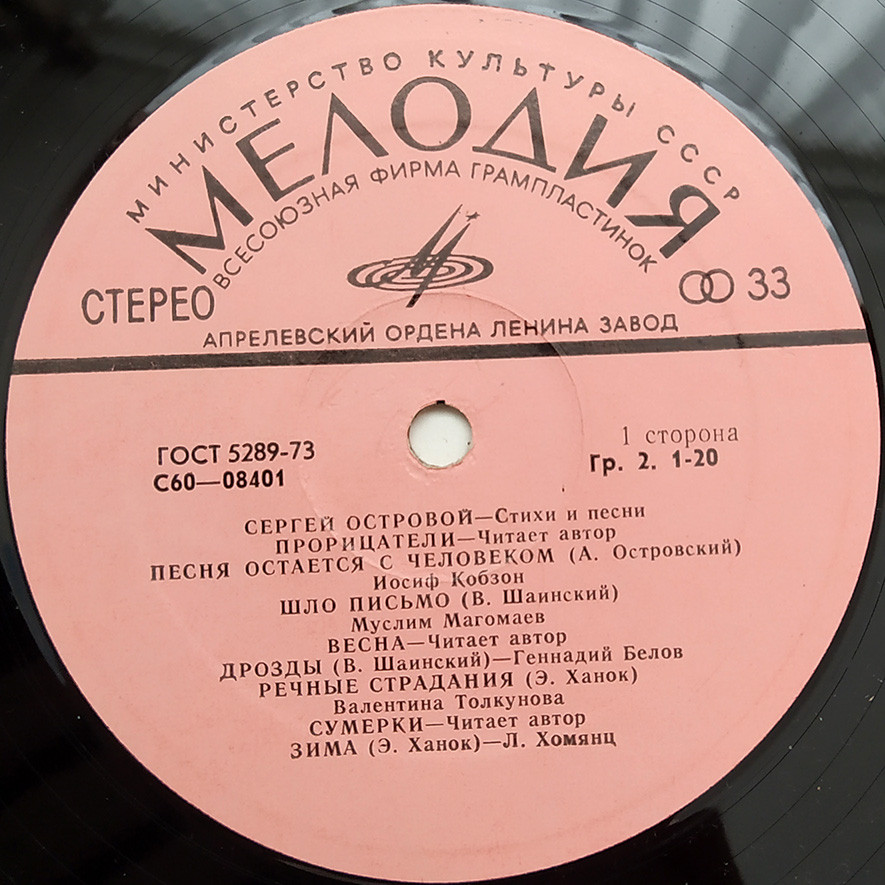 МИНИСТЕРСТВО КУЛЬТУРЫ СССР
МЕЛОДИЯ
ВСЕСОЮЗНАЯ ФИРМА ГРАМПЛАСТИНОК
СТЕРЕО
33
АПРЕЛЕВСКИЙ ОРДЕНА ЛЕНИНА ЗАВОД
ГОСТ 5289-73
С60—08401
1 сторона
Гр. 2. 1-20
СЕРГЕЙ ОСТРОВОЙ—Стихи и песни
ПРОРИЦАТЕЛИ—Читает автор
ПЕСНЯ ОСТАЕТСЯ С ЧЕЛОВЕКОМ (А. Островский)
Иосиф Кобзон
ШЛО ПИСЬМО (В. Шаинский)
Муслим Магомаев
ВЕСНА—Читает автор
ДРОЗДЫ (В. Шаинский)—Геннадий Белов
РЕЧНЫЕ СТРАДАНИЯ (Э. Ханок)
Валентина Толкунова
СУМЕРКИ—Читает автор
ЗИМА (Э. Ханок)—Л. Хомянц